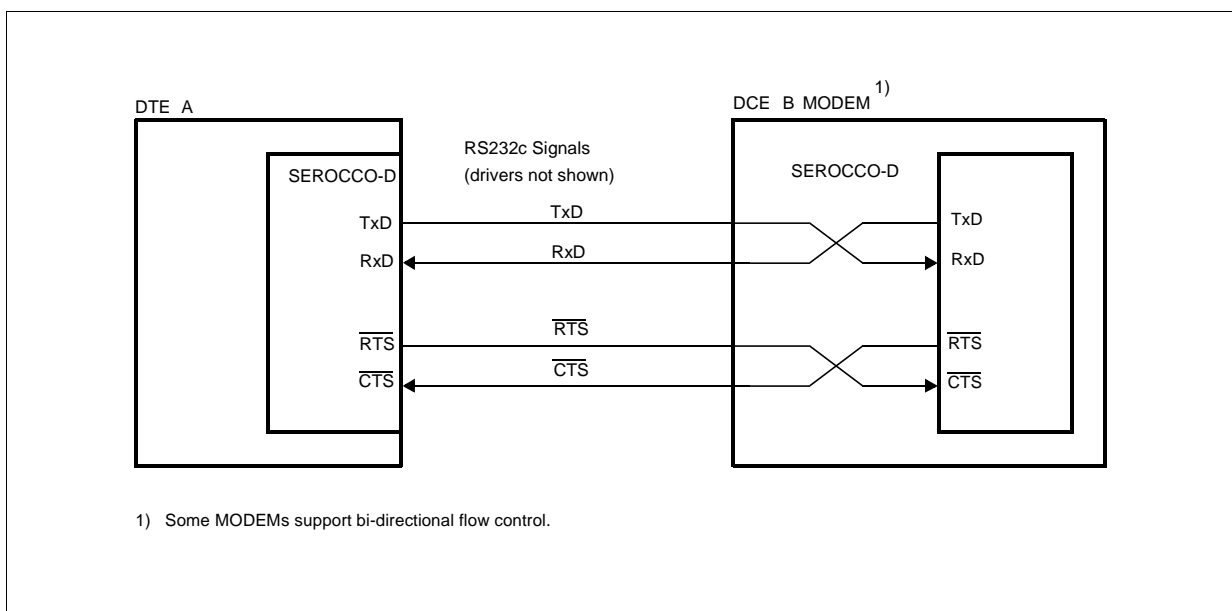 DTE A
DCE B MODEM 1)
RS232c Signals
(drivers not shown)
SEROCCO-D
SEROCCO-D
TxD
TxD
TxD
RxD
RxD
RxD
RTS
RTS
RTS
CTS
CTS
CTS
1) Some MODEMs support bi-directional flow control.